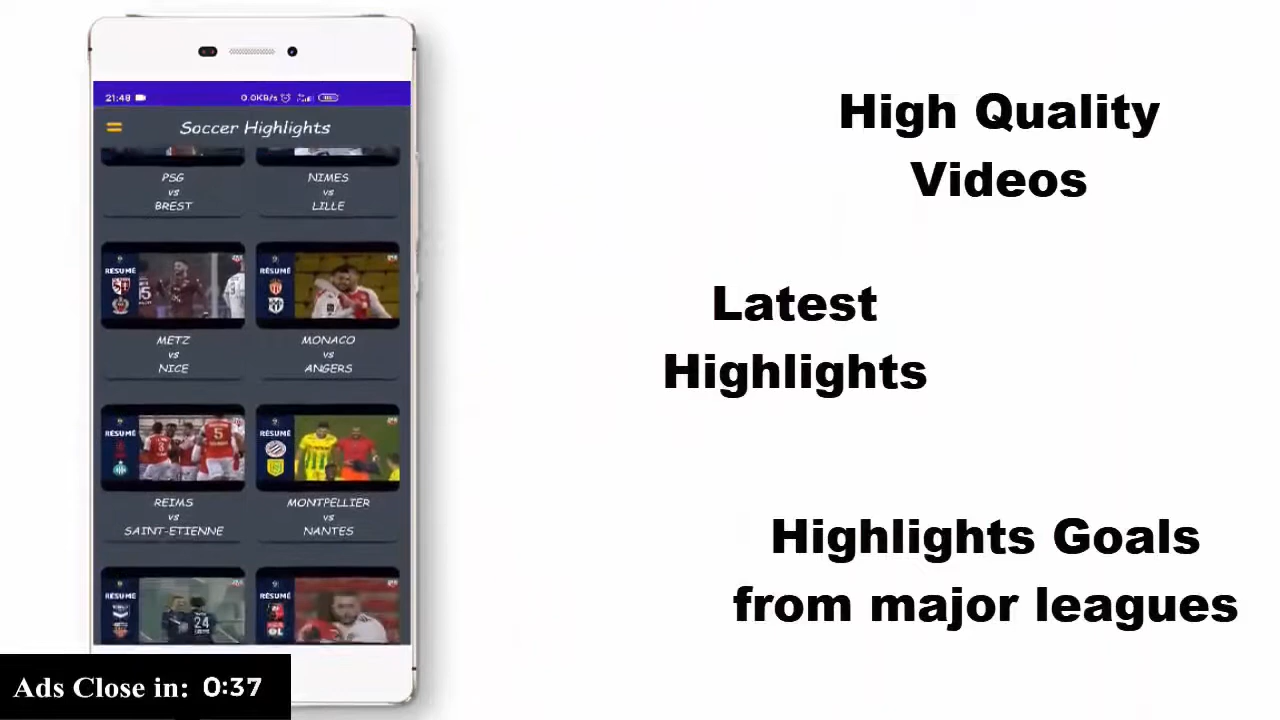 21:48
0.0KB/s
Soccer Highlights
PSG
vs
BREST
NIMES
vs
LILLE
RÉSUMÉ
RÉSUMÉ
METZ
vs
NICE
MONACO
vs
ANGERS
RÉSUMÉ
5
RÉSUMÉ
REIMS
vs
SAINT-ETIENNE
MONTPELLIER
vs
NANTES
RÉSUMÉ
24
RÉSUMÉ
High Quality
Videos
Latest
Highlights
Highlights Goals
from major leagues
Ads Close in: 0:37